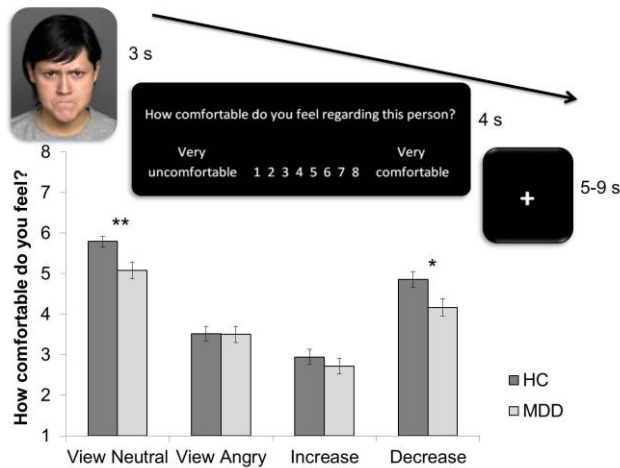 3 s
How comfortable do you feel regarding this person?
Very
uncomfortable
1 2 3 4 5 6 7 8
Very
comfortable
4 s
+
5-9 s
How comfortable do you feel?
8
7
6
5
4
3
2
1
**
*
View Neutral View Angry Increase Decrease
HC
MDD